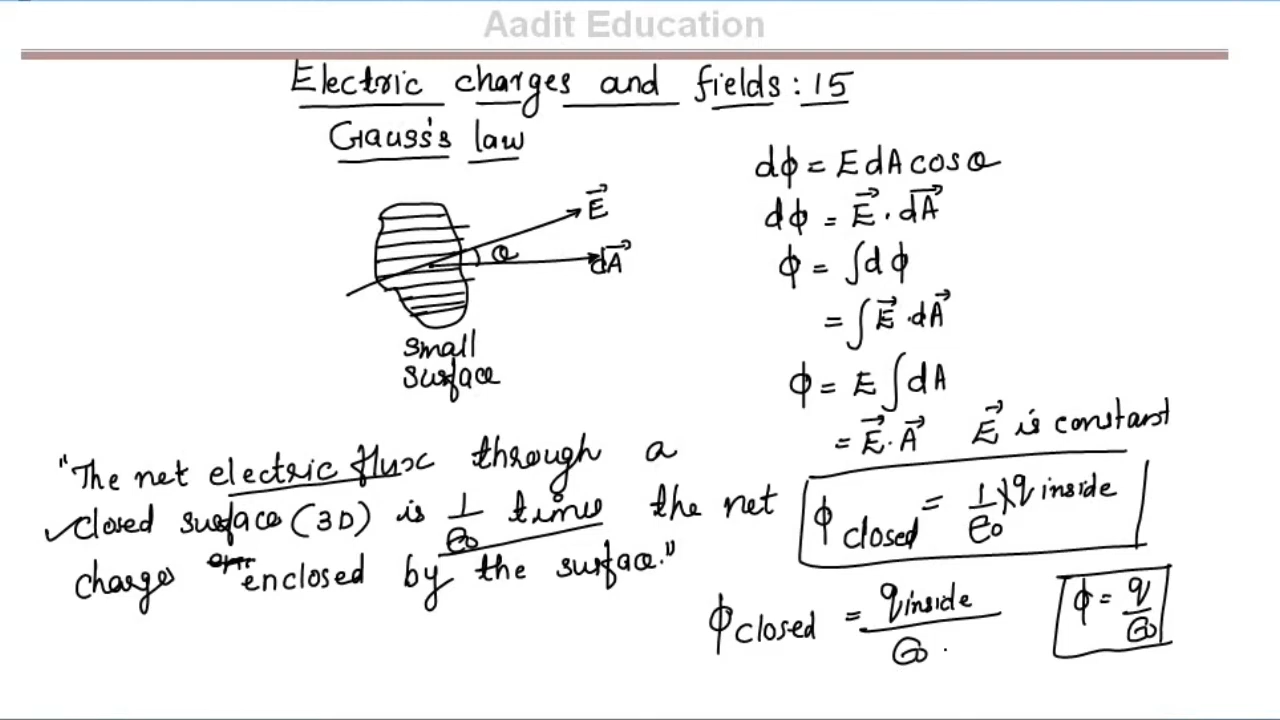 Aadit Education
Electric charges and fields : 15
Gauss's law
E⃗
θ
dA⃗
small
surface
dϕ = E dA cosθ
dϕ = E⃗ · dA⃗
ϕ = ∫dϕ
= ∫E⃗ · dA⃗
ϕ = E ∫dA
= E⃗ · A⃗ E⃗ is constant
"The net electric flux through a
✓closed surface (3D) is 1/ε₀ times the net
charges enclosed by the surface."
ϕ closed = 1/ε₀ × q inside
ϕ closed = q inside / ε₀
ϕ = q/ε₀